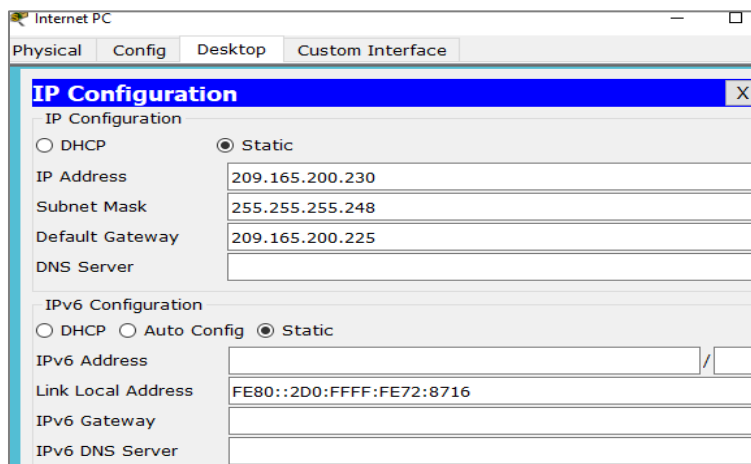 Internet PC
Physical Config Desktop Custom Interface
IP Configuration X
IP Configuration
DHCP Static
IP Address 209.165.200.230
Subnet Mask 255.255.255.248
Default Gateway 209.165.200.225
DNS Server
IPv6 Configuration
DHCP Auto Config Static
IPv6 Address /
Link Local Address FE80::2D0:FFFF:FE72:8716
IPv6 Gateway
IPv6 DNS Server